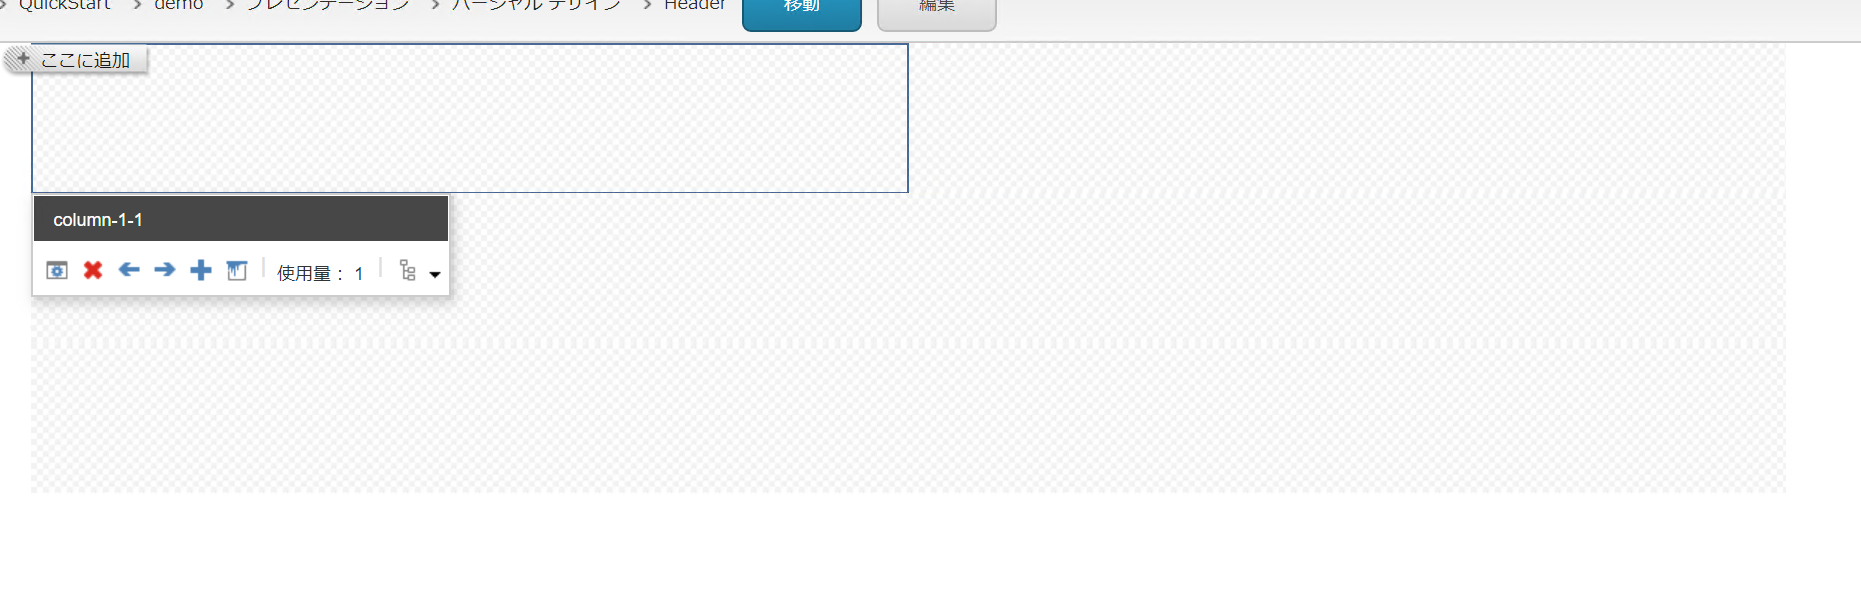 QuickStart > demo > プレゼンテーション > パーシャル デザイン > Header 移動 編集
ここに追加
column-1-1
使用量： 1